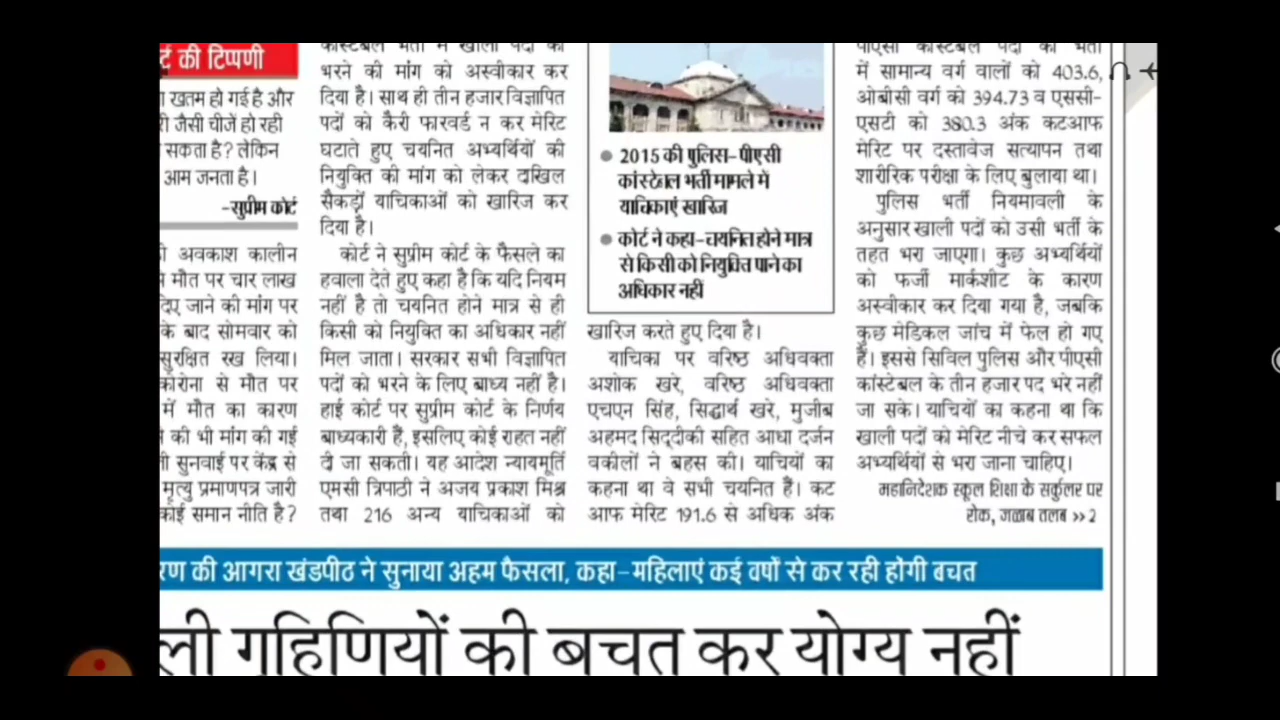 र्ट की टिप्पणी
खतम हो गई है और
जैसी चीजें हो रही
सकता है? लेकिन
आम जनता है।
-सुप्रीम कोर्ट
अवकाश कालीन
मौत पर चार लाख
दिए जाने की मांग पर
के बाद सोमवार को
सुरक्षित रख लिया।
कोरोना से मौत पर
में मौत का कारण
की भी मांग की गई
सुनवाई पर केंद्र से
मृत्यु प्रमाणपत्र जारी
कोई समान नीति है?
कांस्टेबल भर्ती में खाली पदों को
भरने की मांग को अस्वीकार कर
दिया है। साथ ही तीन हजार विज्ञापित
पदों को कैरी फारवर्ड न कर मेरिट
घटाते हुए चयनित अभ्यर्थियों की
नियुक्ति की मांग को लेकर दाखिल
सैकड़ों याचिकाओं को खारिज कर
दिया है।
कोर्ट ने सुप्रीम कोर्ट के फैसले का
हवाला देते हुए कहा है कि यदि नियम
नहीं है तो चयनित होने मात्र से ही
किसी को नियुक्ति का अधिकार नहीं
मिल जाता। सरकार सभी विज्ञापित
पदों को भरने के लिए बाध्य नहीं है।
हाई कोर्ट पर सुप्रीम कोर्ट के निर्णय
बाध्यकारी हैं, इसलिए कोई राहत नहीं
दी जा सकती। यह आदेश न्यायमूर्ति
एमसी त्रिपाठी ने अजय प्रकाश मिश्र
तथा 216 अन्य याचिकाओं को
● 2015 की पुलिस-पीएसी
कांस्टेबल भर्ती मामले में
याचिकाएं खारिज
● कोर्ट ने कहा-चयनित होने मात्र
से किसी को नियुक्ति पाने का
अधिकार नहीं
खारिज करते हुए दिया है।
याचिका पर वरिष्ठ अधिवक्ता
अशोक खरे, वरिष्ठ अधिवक्ता
एचएन सिंह, सिद्धार्थ खरे, मुजीब
अहमद सिद्दीकी सहित आधा दर्जन
वकीलों ने बहस की। याचियों का
कहना था वे सभी चयनित हैं। कट
आफ मेरिट 191.6 से अधिक अंक
पीएसी कांस्टेबल पदों की भर्ती
में सामान्य वर्ग वालों को 403.6,
ओबीसी वर्ग को 394.73 व एससी-
एसटी को 380.3 अंक कटआफ
मेरिट पर दस्तावेज सत्यापन तथा
शारीरिक परीक्षा के लिए बुलाया था।
पुलिस भर्ती नियमावली के
अनुसार खाली पदों को उसी भर्ती के
तहत भरा जाएगा। कुछ अभ्यर्थियों
को फर्जी मार्कशीट के कारण
अस्वीकार कर दिया गया है, जबकि
कुछ मेडिकल जांच में फेल हो गए
हैं। इससे सिविल पुलिस और पीएसी
कांस्टेबल के तीन हजार पद भरे नहीं
जा सके। याचियों का कहना था कि
खाली पदों को मेरिट नीचे कर सफल
अभ्यर्थियों से भरा जाना चाहिए।
महानिदेशक स्कूल शिक्षा के सर्कुलर पर
रोक, जवाब तलब >> 2
रण की आगरा खंडपीठ ने सुनाया अहम फैसला, कहा-महिलाएं कई वर्षों से कर रही होंगी बचत
ली गृहिणियों की बचत कर योग्य नहीं